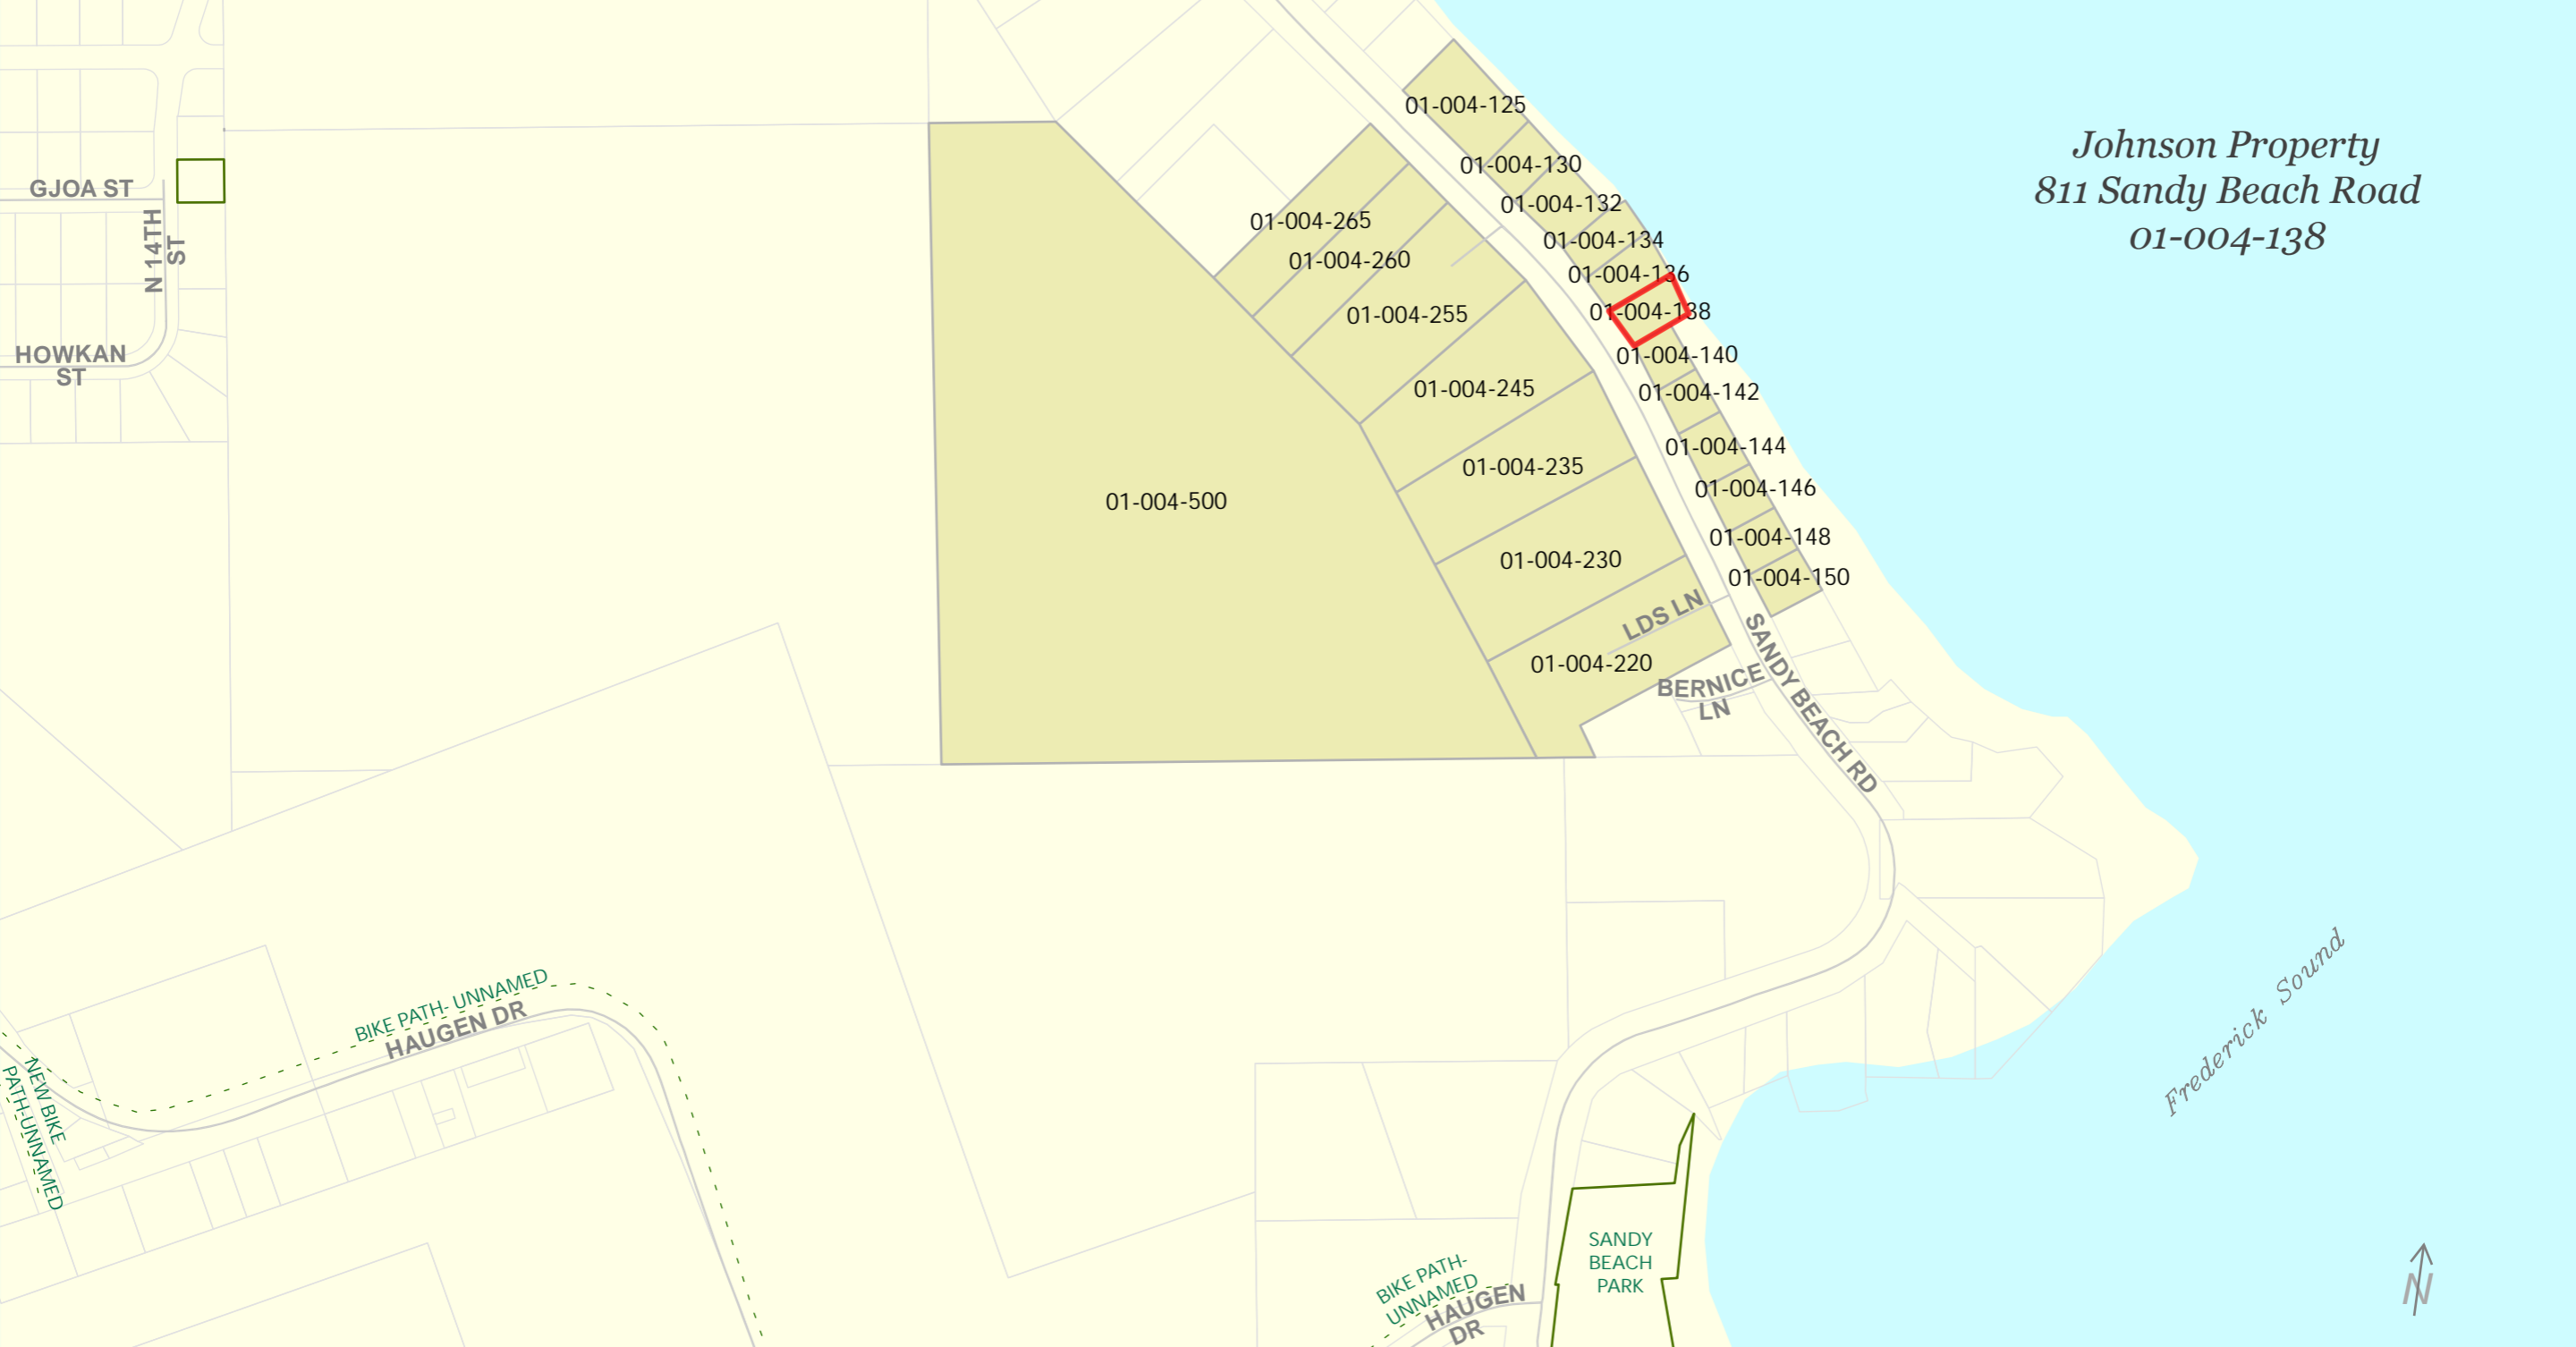 Johnson Property
811 Sandy Beach Road
01-004-138
01-004-125
01-004-130
01-004-132
01-004-134
01-004-136
01-004-138
01-004-140
01-004-142
01-004-144
01-004-146
01-004-148
01-004-150
01-004-265
01-004-260
01-004-255
01-004-245
01-004-235
01-004-230
01-004-220
01-004-500
GJOA ST
N 14TH
ST
HOWKAN
ST
LDS LN
BERNICE
LN
SANDY BEACH RD
BIKE PATH- UNNAMED
HAUGEN DR
NEW BIKE
PATH-UNNAMED
BIKE PATH-
UNNAMED
HAUGEN
DR
SANDY
BEACH
PARK
Frederick Sound
N